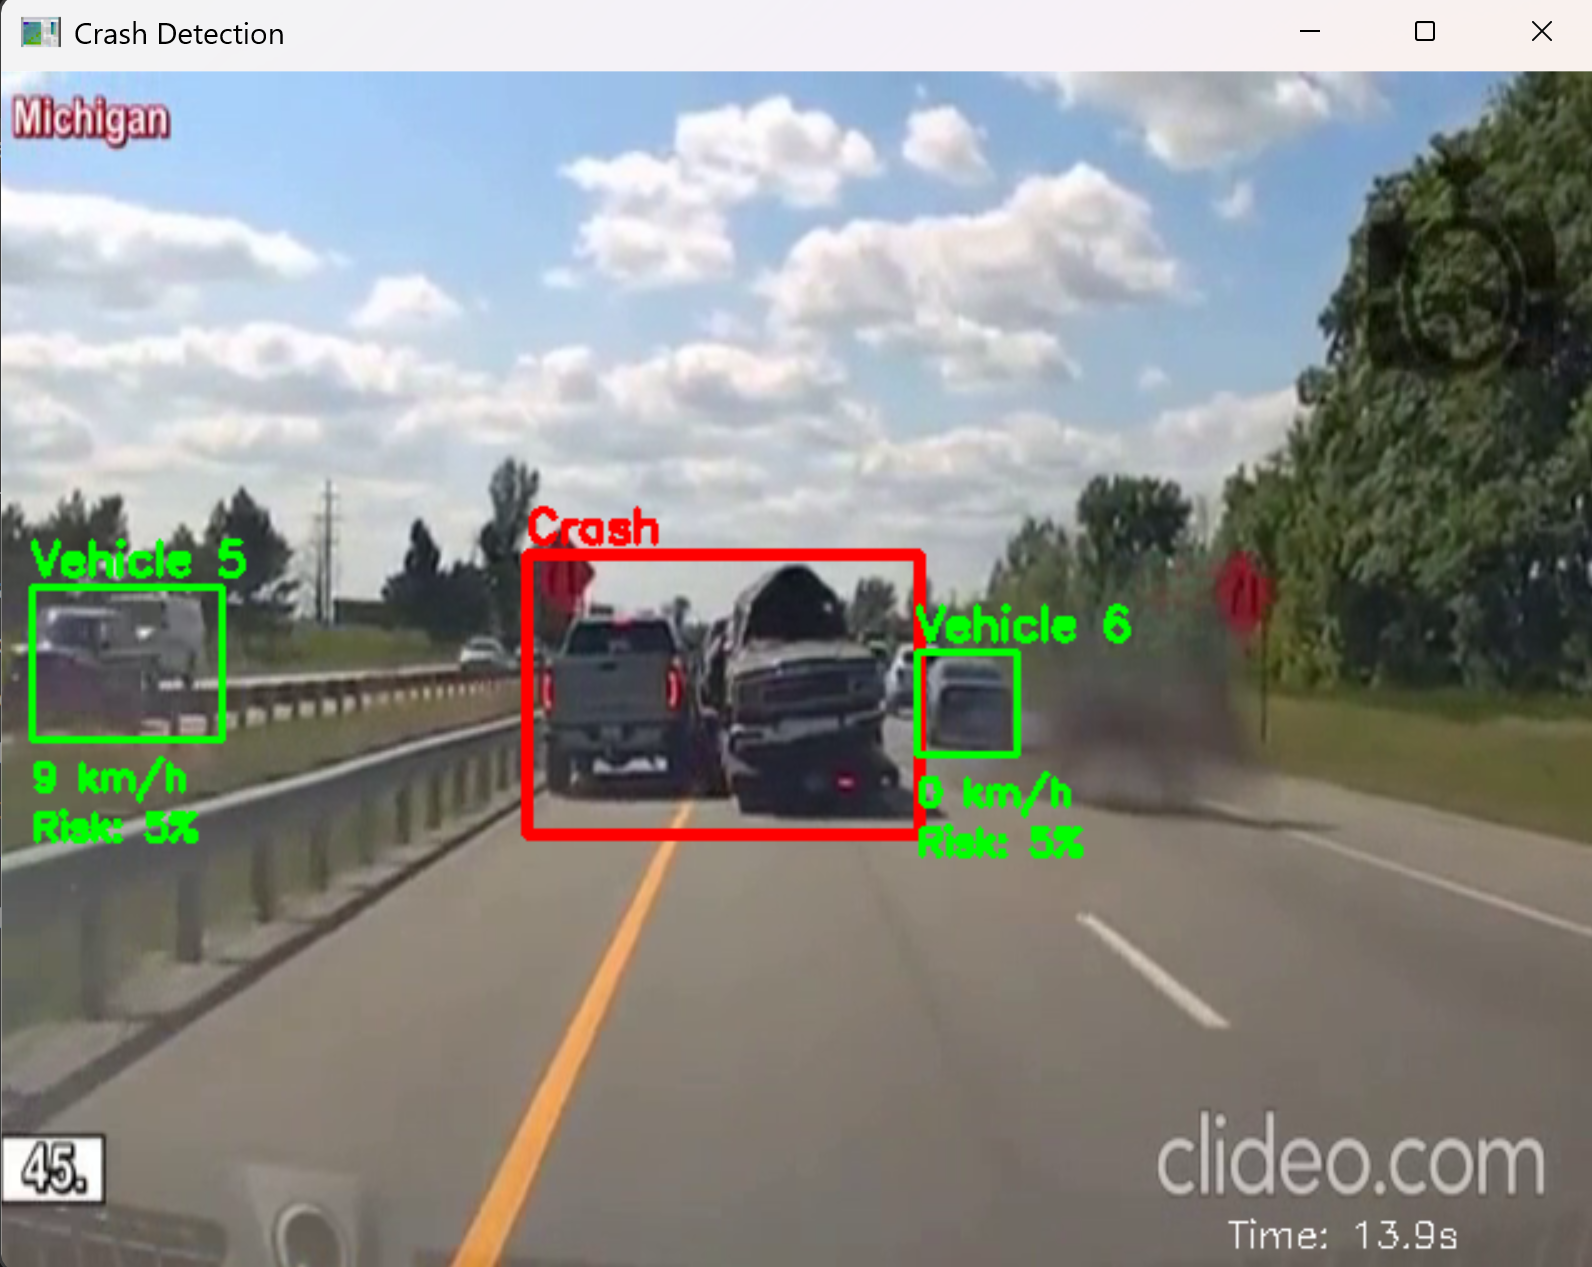 Crash Detection
Michigan
Crash
Vehicle 5
Vehicle 6
9 km/h
Risk: 5%
0 km/h
Risk: 5%
45.
clideo.com
Time: 13.9s